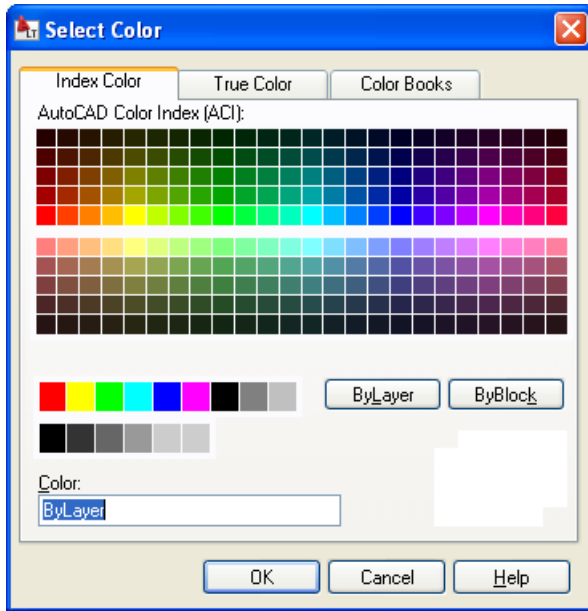 Select Color
Index Color
True Color
Color Books
AutoCAD Color Index (ACI):
ByLayer
ByBlock
Color:
ByLayer
OK
Cancel
Help
LT